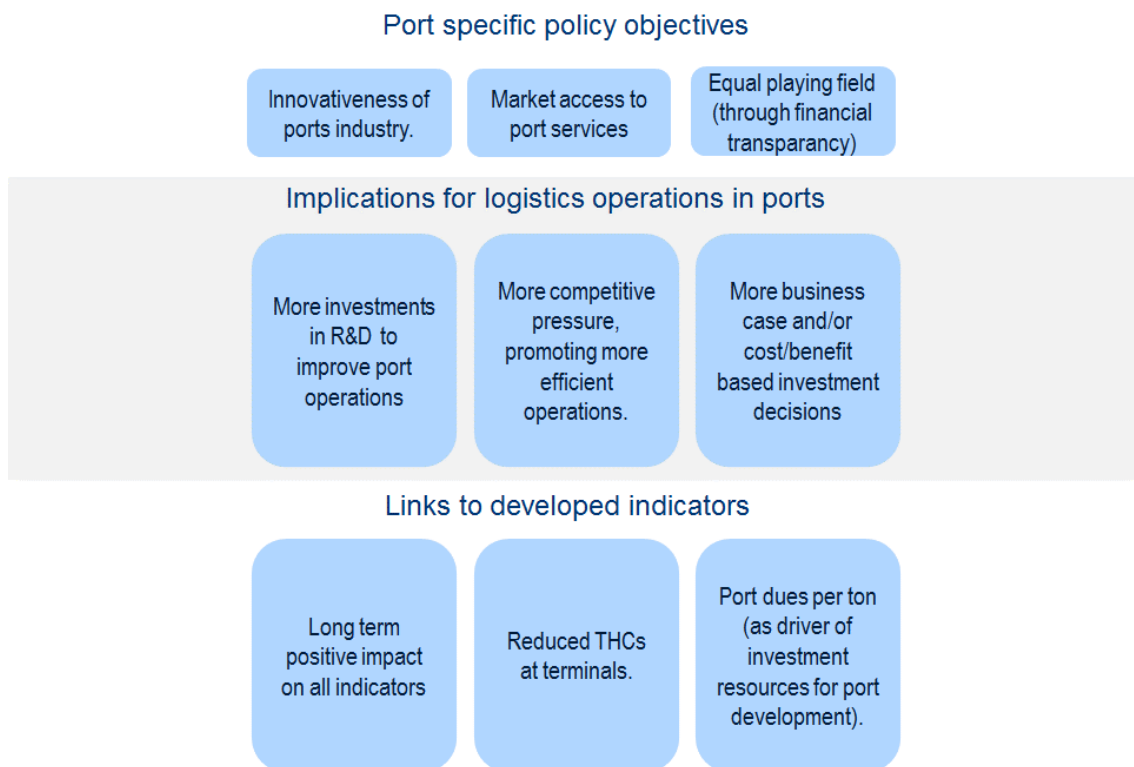 Port specific policy objectives
Innovativeness of
ports industry.
Market access to
port services
Equal playing field
(through financial
transparancy)
Implications for logistics operations in ports
More investments
in R&D to
improve port
operations
More competitive
pressure,
promoting more
efficient
operations.
More business
case and/or
cost/benefit
based investment
decisions
Links to developed indicators
Long term
positive impact
on all indicators
Reduced THCs
at terminals.
Port dues per ton
(as driver of
investment
resources for port
development).